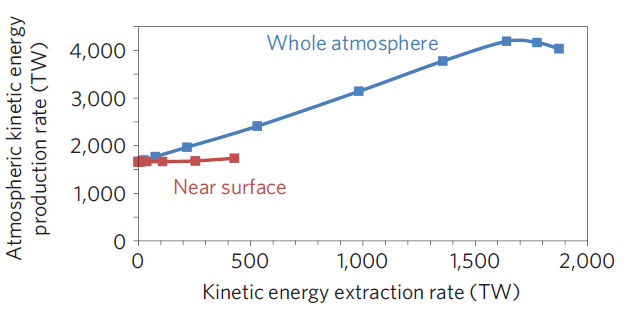 Atmospheric kinetic energy
production rate (TW)
4,000
3,000
2,000
1,000
0
Whole atmosphere
Near surface
0
500
1,000
1,500
2,000
Kinetic energy extraction rate (TW)